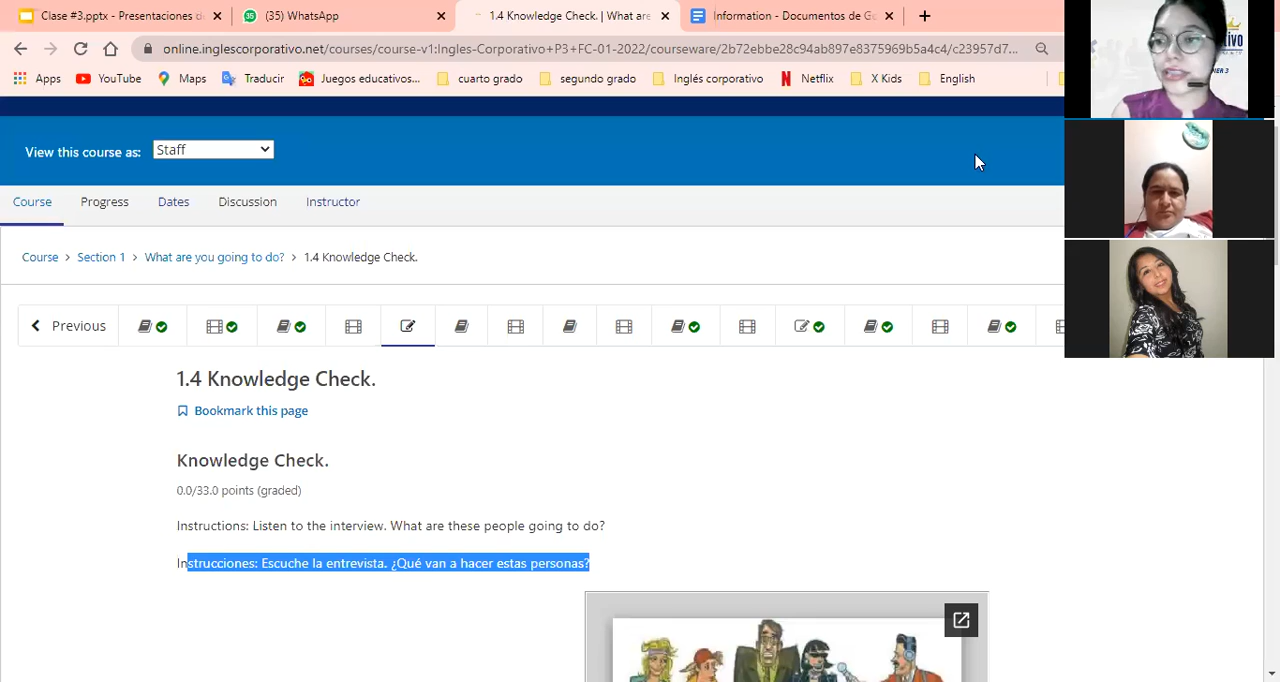 Clase #3.pptx - Presentaciones d
(35) WhatsApp
1.4 Knowledge Check. | What are
Information - Documentos de Go
online.inglescorporativo.net/courses/course-v1:Ingles-Corporativo+P3+FC-01-2022/courseware/2b72ebbe28c94ab897e8375969b5a4c4/c23957d7...
Apps
YouTube
Maps
Traducir
Juegos educativos...
cuarto grado
segundo grado
Inglés corporativo
Netflix
X Kids
English
View this course as:
Staff
Course
Progress
Dates
Discussion
Instructor
Course > Section 1 > What are you going to do? > 1.4 Knowledge Check.
Previous
1.4 Knowledge Check.
Bookmark this page
Knowledge Check.
0.0/33.0 points (graded)
Instructions: Listen to the interview. What are these people going to do?
Instrucciones: Escuche la entrevista. ¿Qué van a hacer estas personas?